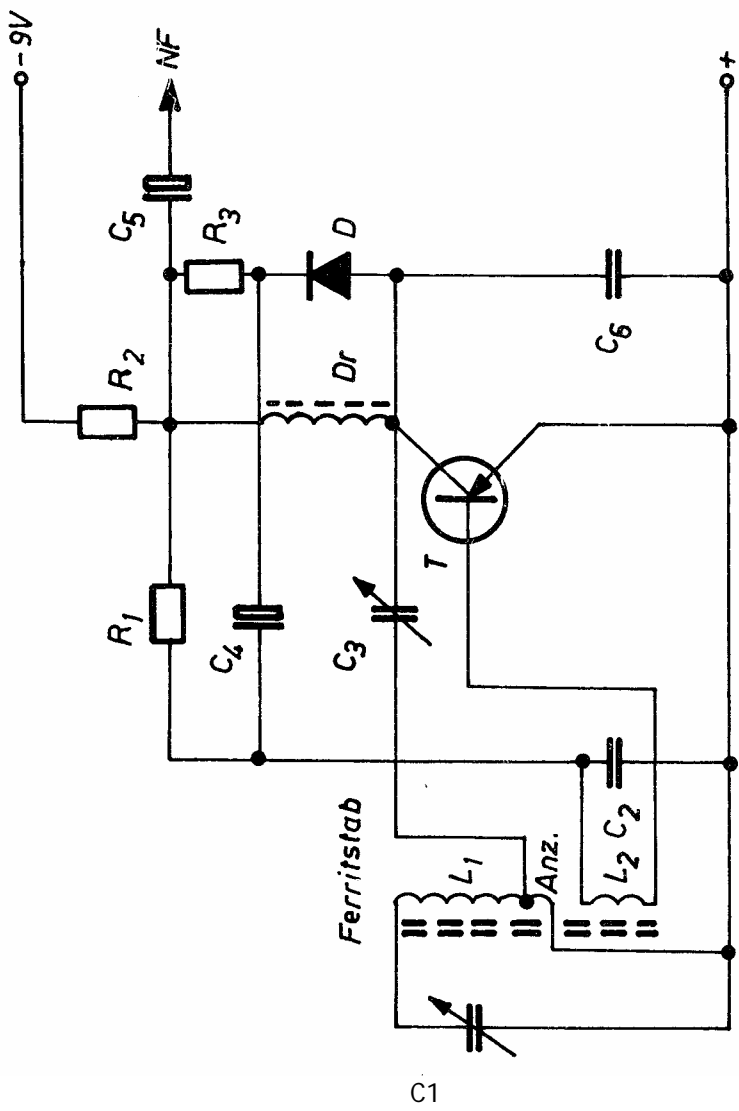 Ferritstab
L1
Anz.
L2
C2
C3
T
R1
C4
R2
Dr
C5
R3
D
C6
-9V
NF
+
C1